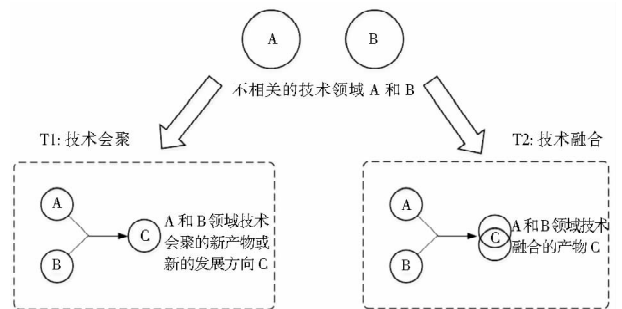 A
B
不相关的技术领域 A 和 B
T1: 技术会聚
T2: 技术融合
A
B
C
A 和 B 领域技术
会聚的新产物或
新的发展方向 C
A
B
C
A 和 B 领域技术
融合的产物 C